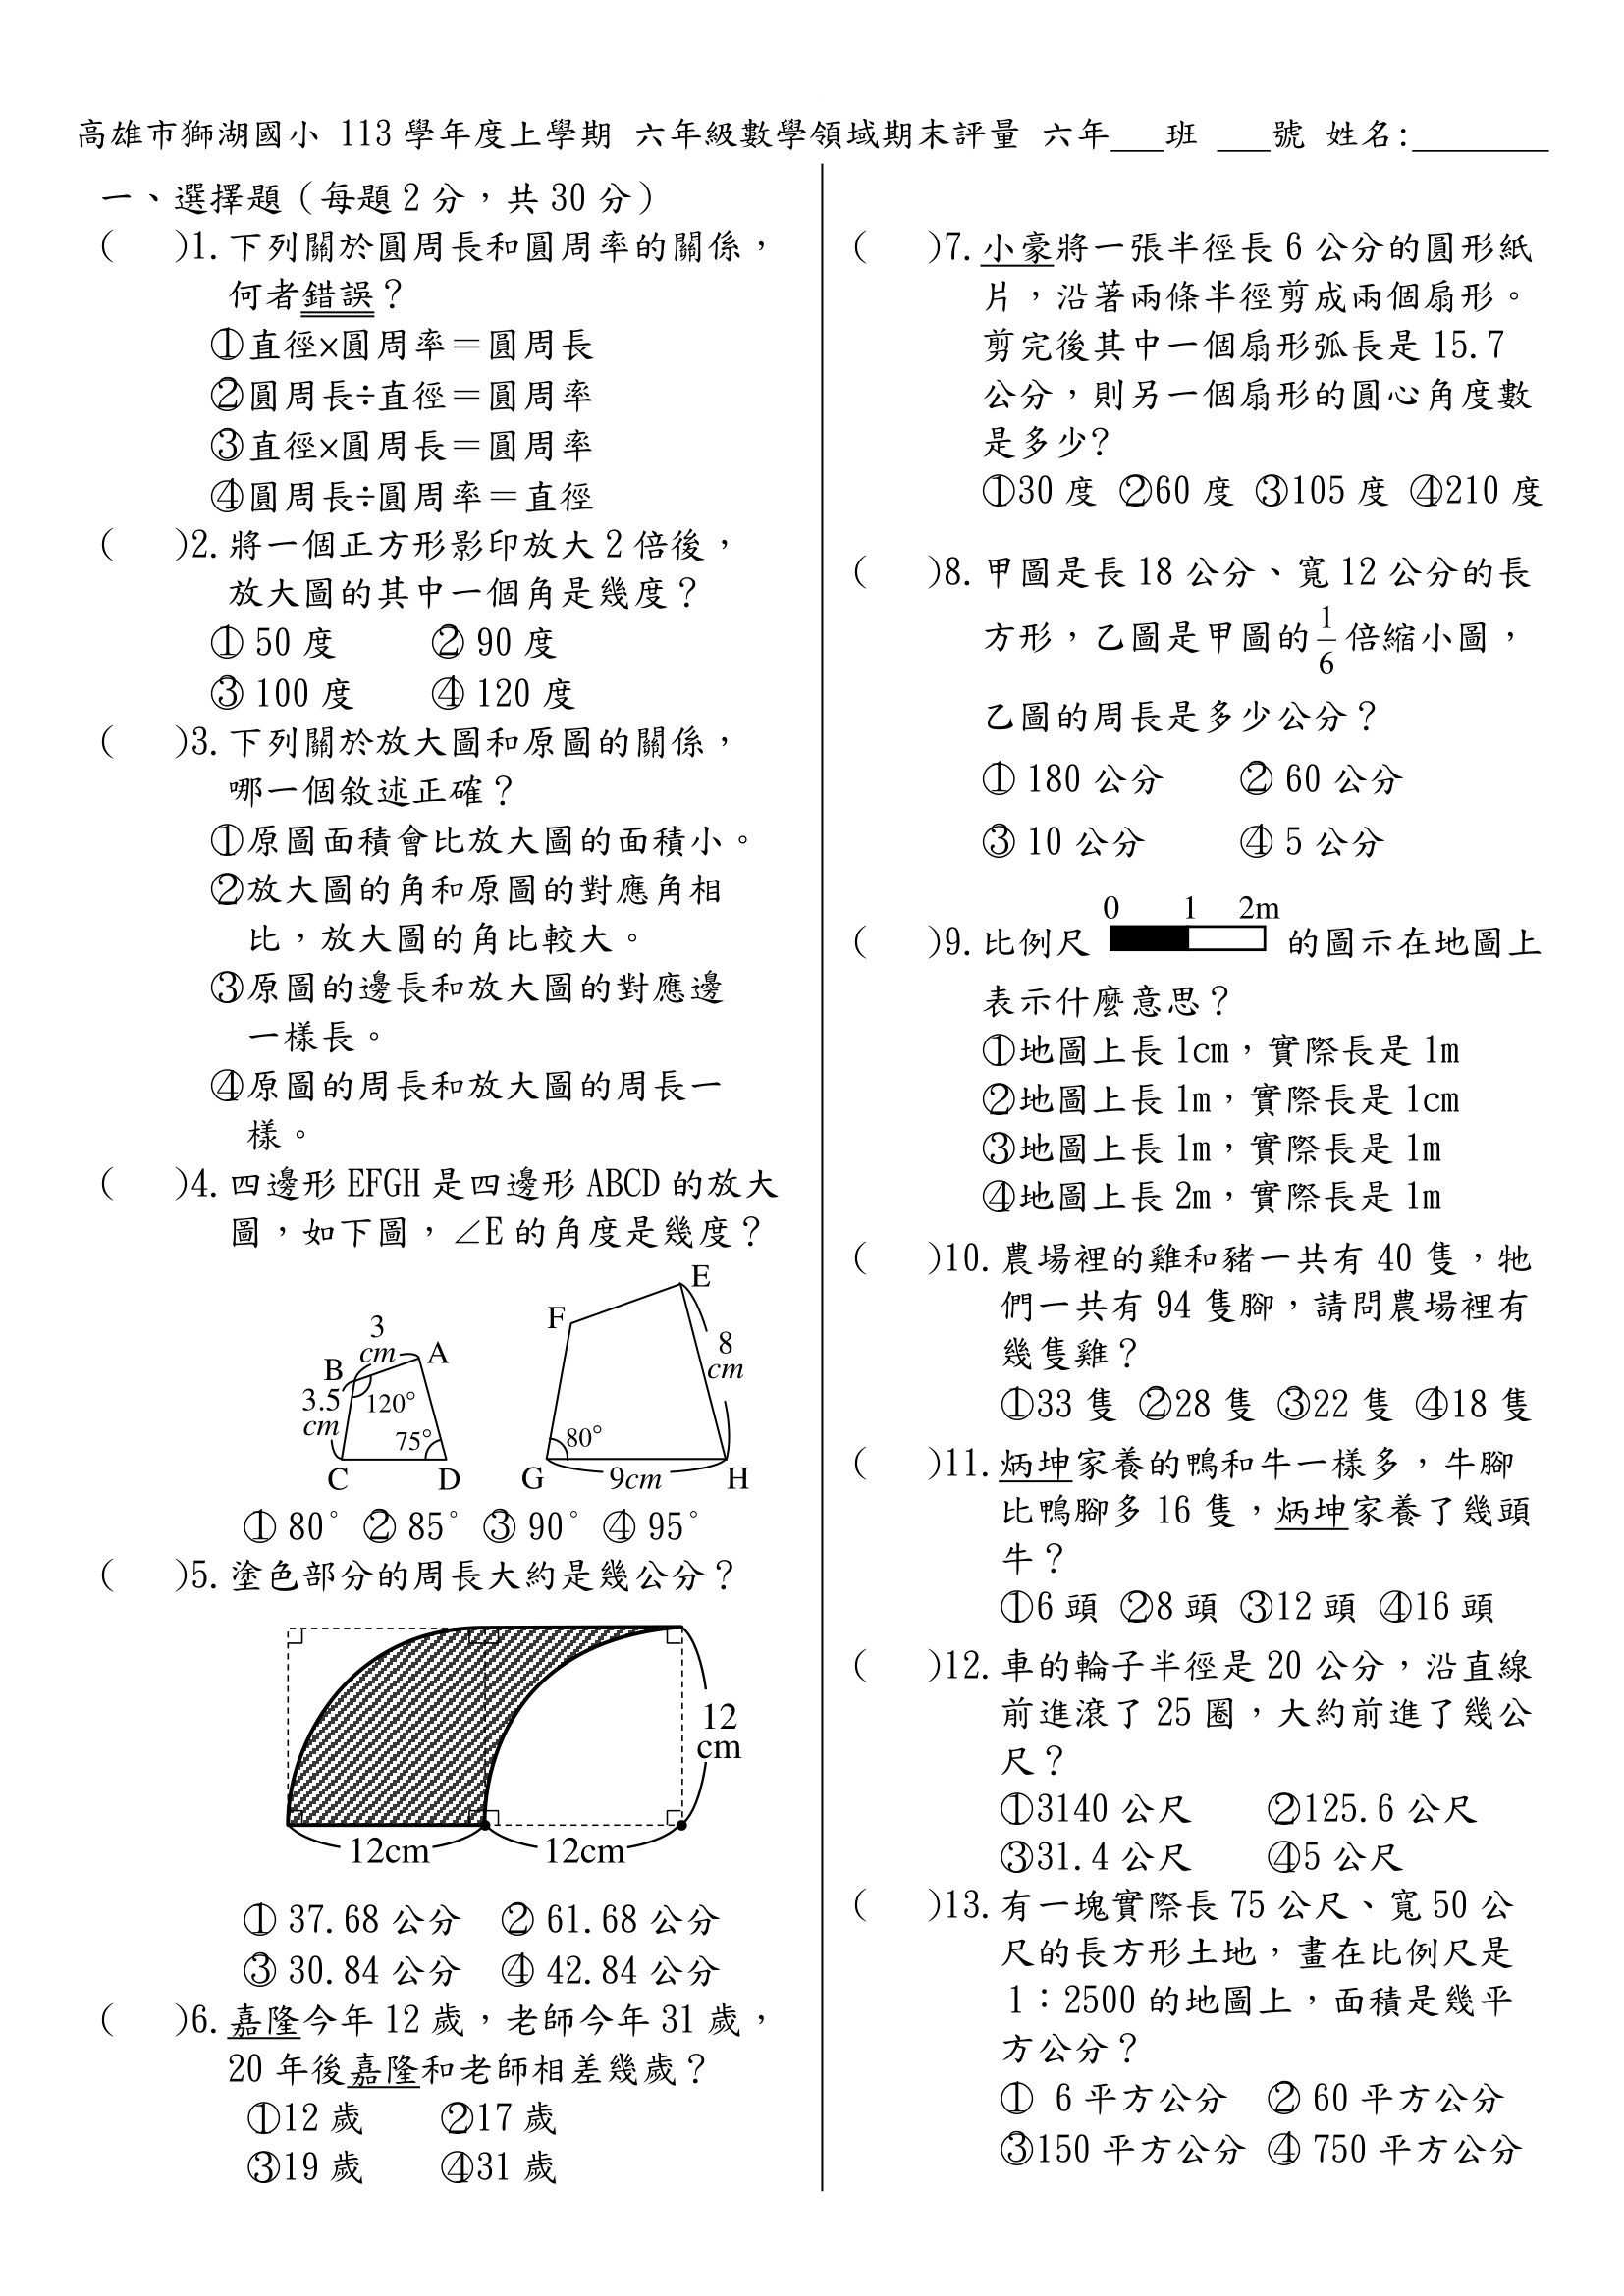 高雄市獅湖國小 113 學年度上學期 六年級數學領域期末評量 六年___班 ___號 姓名:________
一、選擇題（每題 2 分，共 30 分）
(　　)1. 下列關於圓周長和圓周率的關係，
何者錯誤？
①直徑×圓周率＝圓周長
②圓周長÷直徑＝圓周率
③直徑×圓周長＝圓周率
④圓周長÷圓周率＝直徑
(　　)2. 將一個正方形影印放大 2 倍後，
放大圖的其中一個角是幾度？
① 50 度　② 90 度
③ 100 度　④ 120 度
(　　)3. 下列關於放大圖和原圖的關係，
哪一個敘述正確？
①原圖面積會比放大圖的面積小。
②放大圖的角和原圖的對應角相
比，放大圖的角比較大。
③原圖的邊長和放大圖的對應邊
一樣長。
④原圖的周長和放大圖的周長一
樣。
(　　)4. 四邊形 EFGH 是四邊形 ABCD 的放大
圖，如下圖，∠E 的角度是幾度？
E
F
3
cm
A
8
cm
B
3.5
cm
120°
75°
80°
C
D
G
9cm
H
① 80° ② 85° ③ 90° ④ 95°
(　　)5. 塗色部分的周長大約是幾公分？
12
cm
12cm
12cm
① 37.68 公分　② 61.68 公分
③ 30.84 公分　④ 42.84 公分
(　　)6. 嘉隆今年 12 歲，老師今年 31 歲，
20 年後嘉隆和老師相差幾歲？
①12 歲　②17 歲
③19 歲　④31 歲
(　　)7. 小豪將一張半徑長 6 公分的圓形紙
片，沿著兩條半徑剪成兩個扇形。
剪完後其中一個扇形弧長是 15.7
公分，則另一個扇形的圓心角度數
是多少?
①30 度 ②60 度 ③105 度 ④210 度
(　　)8. 甲圖是長 18 公分、寬 12 公分的長
方形，乙圖是甲圖的 1/6 倍縮小圖，
乙圖的周長是多少公分？
① 180 公分　② 60 公分
③ 10 公分　④ 5 公分
0 1 2m
(　　)9. 比例尺 的圖示在地圖上
表示什麼意思？
①地圖上長 1cm，實際長是 1m
②地圖上長 1m，實際長是 1cm
③地圖上長 1m，實際長是 1m
④地圖上長 2m，實際長是 1m
(　　)10. 農場裡的雞和豬一共有 40 隻，牠
們一共有 94 隻腳，請問農場裡有
幾隻雞？
①33 隻 ②28 隻 ③22 隻 ④18 隻
(　　)11. 炳坤家養的鴨和牛一樣多，牛腳
比鴨腳多 16 隻，炳坤家養了幾頭
牛？
①6 頭 ②8 頭 ③12 頭 ④16 頭
(　　)12. 車的輪子半徑是 20 公分，沿直線
前進滾了 25 圈，大約前進了幾公
尺？
①3140 公尺　②125.6 公尺
③31.4 公尺　④5 公尺
(　　)13. 有一塊實際長 75 公尺、寬 50 公
尺的長方形土地，畫在比例尺是
1：2500 的地圖上，面積是幾平
方公分？
① 6 平方公分　② 60 平方公分
③150 平方公分 ④ 750 平方公分